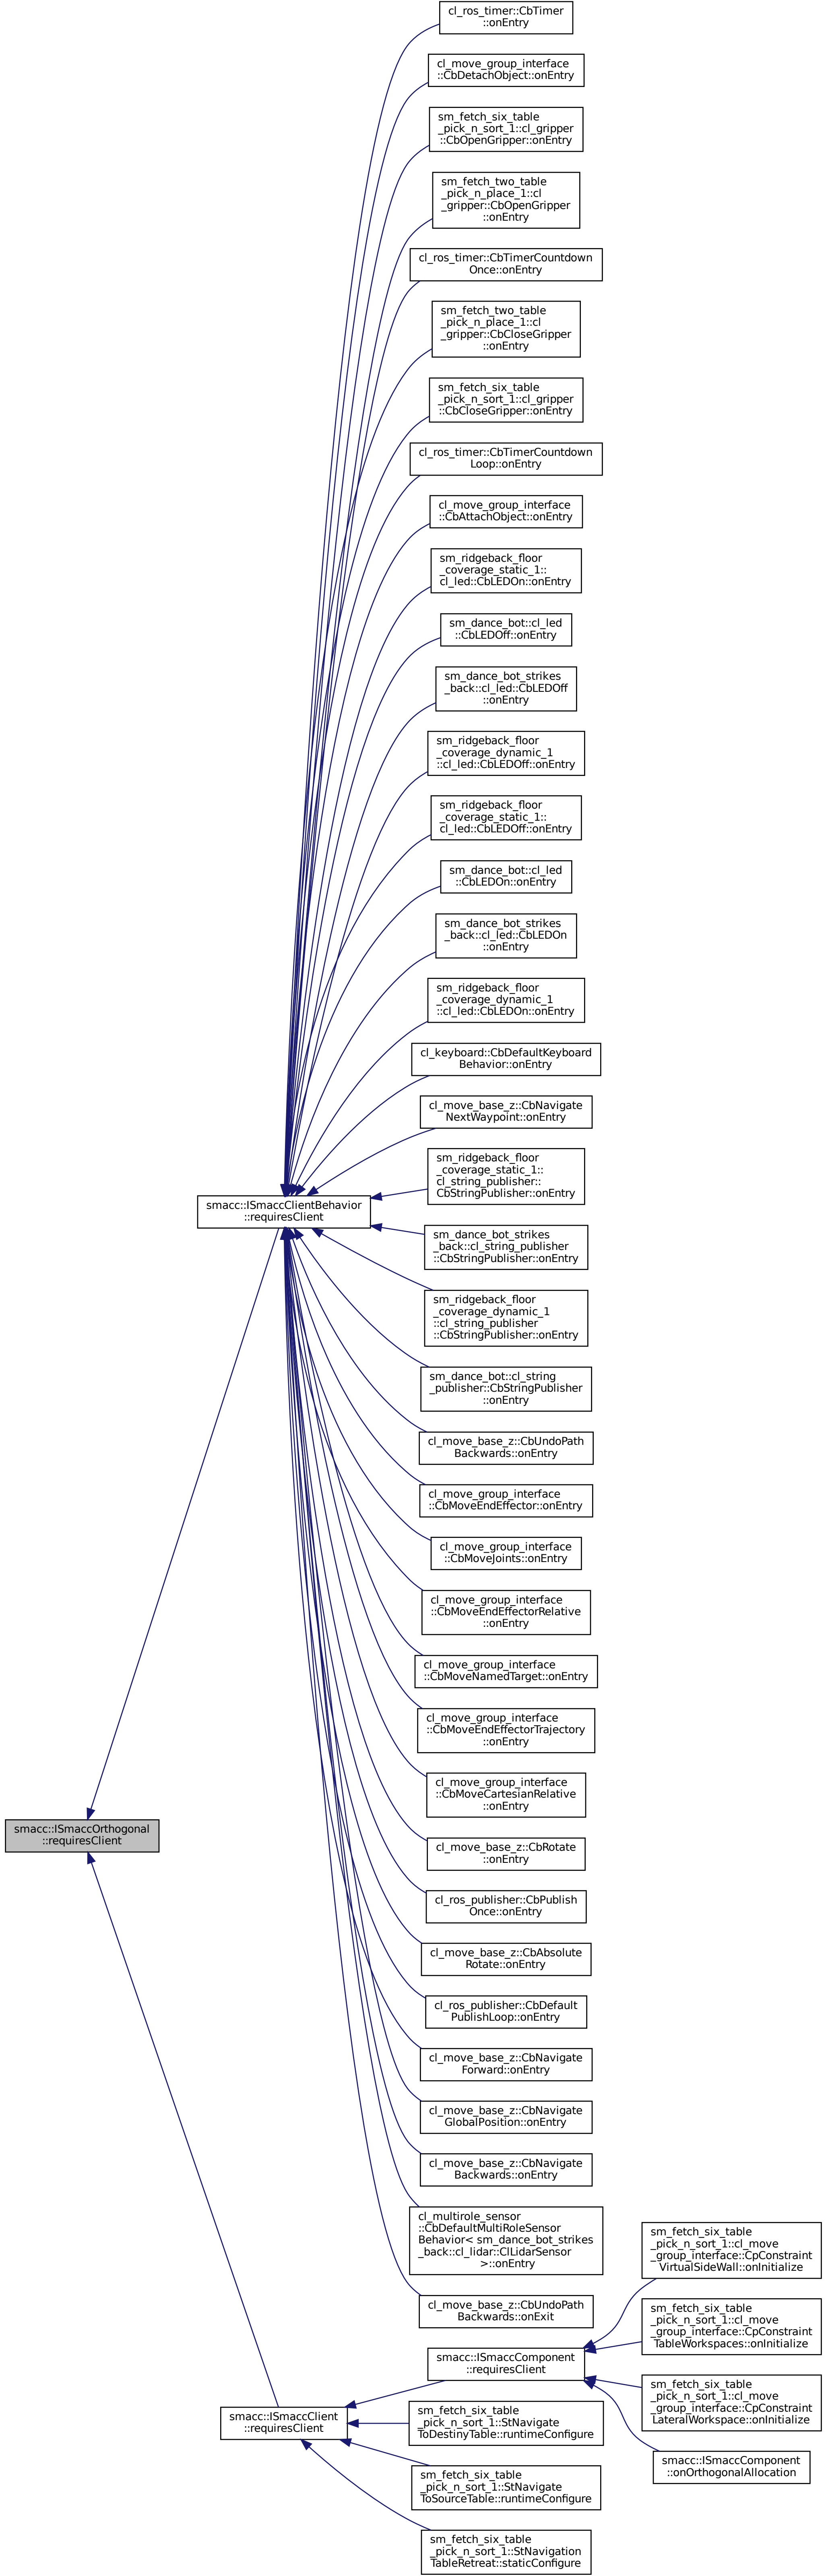 cl_ros_timer::CbTimer
::onEntry
cl_move_group_interface
::CbDetachObject::onEntry
sm_fetch_six_table
_pick_n_sort_1::cl_gripper
::CbOpenGripper::onEntry
sm_fetch_two_table
_pick_n_place_1::cl
_gripper::CbOpenGripper
::onEntry
cl_ros_timer::CbTimerCountdown
Once::onEntry
sm_fetch_two_table
_pick_n_place_1::cl
_gripper::CbCloseGripper
::onEntry
sm_fetch_six_table
_pick_n_sort_1::cl_gripper
::CbCloseGripper::onEntry
cl_ros_timer::CbTimerCountdown
Loop::onEntry
cl_move_group_interface
::CbAttachObject::onEntry
sm_ridgeback_floor
_coverage_static_1::
cl_led::CbLEDOn::onEntry
sm_dance_bot::cl_led
::CbLEDOff::onEntry
sm_dance_bot_strikes
_back::cl_led::CbLEDOff
::onEntry
sm_ridgeback_floor
_coverage_dynamic_1
::cl_led::CbLEDOff::onEntry
sm_ridgeback_floor
_coverage_static_1::
cl_led::CbLEDOff::onEntry
sm_dance_bot::cl_led
::CbLEDOn::onEntry
sm_dance_bot_strikes
_back::cl_led::CbLEDOn
::onEntry
sm_ridgeback_floor
_coverage_dynamic_1
::cl_led::CbLEDOn::onEntry
cl_keyboard::CbDefaultKeyboard
Behavior::onEntry
cl_move_base_z::CbNavigate
NextWaypoint::onEntry
sm_ridgeback_floor
_coverage_static_1::
cl_string_publisher::
CbStringPublisher::onEntry
smacc::ISmaccClientBehavior
::requiresClient
sm_dance_bot_strikes
_back::cl_string_publisher
::CbStringPublisher::onEntry
sm_ridgeback_floor
_coverage_dynamic_1
::cl_string_publisher
::CbStringPublisher::onEntry
sm_dance_bot::cl_string
_publisher::CbStringPublisher
::onEntry
cl_move_base_z::CbUndoPath
Backwards::onEntry
cl_move_group_interface
::CbMoveEndEffector::onEntry
cl_move_group_interface
::CbMoveJoints::onEntry
cl_move_group_interface
::CbMoveEndEffectorRelative
::onEntry
cl_move_group_interface
::CbMoveNamedTarget::onEntry
cl_move_group_interface
::CbMoveEndEffectorTrajectory
::onEntry
cl_move_group_interface
::CbMoveCartesianRelative
::onEntry
smacc::ISmaccOrthogonal
::requiresClient
cl_move_base_z::CbRotate
::onEntry
cl_ros_publisher::CbPublish
Once::onEntry
cl_move_base_z::CbAbsolute
Rotate::onEntry
cl_ros_publisher::CbDefault
PublishLoop::onEntry
cl_move_base_z::CbNavigate
Forward::onEntry
cl_move_base_z::CbNavigate
GlobalPosition::onEntry
cl_move_base_z::CbNavigate
Backwards::onEntry
cl_multirole_sensor
::CbDefaultMultiRoleSensor
Behavior< sm_dance_bot_strikes
_back::cl_lidar::ClLidarSensor
>::onEntry
cl_move_base_z::CbUndoPath
Backwards::onExit
sm_fetch_six_table
_pick_n_sort_1::cl_move
_group_interface::CpConstraint
VirtualSideWall::onInitialize
sm_fetch_six_table
_pick_n_sort_1::cl_move
_group_interface::CpConstraint
TableWorkspaces::onInitialize
smacc::ISmaccComponent
::requiresClient
sm_fetch_six_table
_pick_n_sort_1::cl_move
_group_interface::CpConstraint
LateralWorkspace::onInitialize
smacc::ISmaccClient
::requiresClient
sm_fetch_six_table
_pick_n_sort_1::StNavigate
ToDestinyTable::runtimeConfigure
smacc::ISmaccComponent
::onOrthogonalAllocation
sm_fetch_six_table
_pick_n_sort_1::StNavigate
ToSourceTable::runtimeConfigure
sm_fetch_six_table
_pick_n_sort_1::StNavigation
TableRetreat::staticConfigure